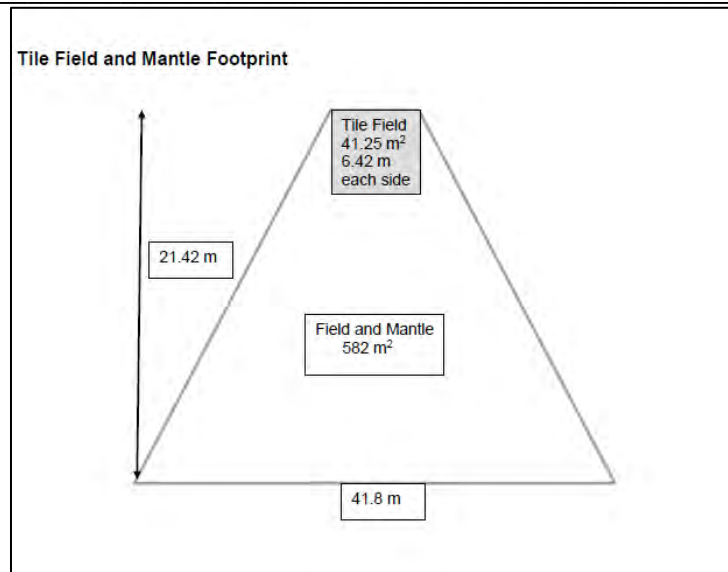 Tile Field and Mantle Footprint
Tile Field
41.25 m²
6.42 m
each side
21.42 m
Field and Mantle
582 m²
41.8 m